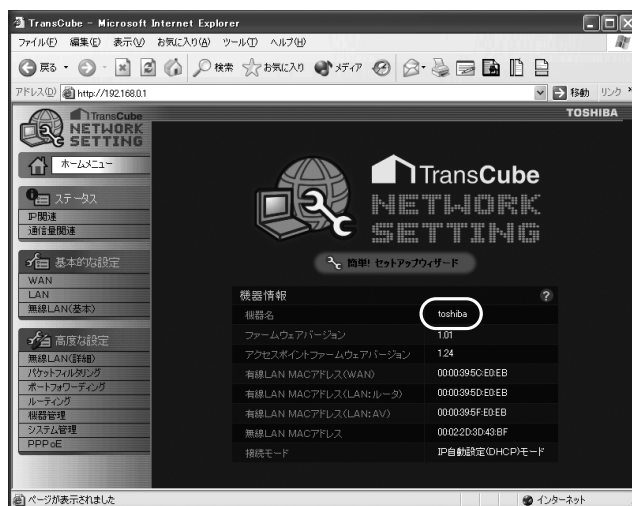 TransCube - Microsoft Internet Explorer
ファイル(F) 編集(E) 表示(V) お気に入り(A) ツール(T) ヘルプ(H)
戻る 検索 お気に入り メディア
アドレス(D) http://192.168.0.1 移動 リンク
TransCube
NETWORK
SETTING
TOSHIBA
ホームメニュー
ステータス
IP関連
通信量関連
基本的な設定
WAN
LAN
無線LAN(基本)
高度な設定
無線LAN(詳細)
パケットフィルタリング
ポートフォワーディング
ルーティング
機器管理
システム管理
PPPoE
TransCube
NETWORK
SETTING
簡単! セットアップウィザード
機器情報 ?
機器名 toshiba
ファームウェアバージョン 1.01
アクセスポイントファームウェアバージョン 1.24
有線LAN MACアドレス(WAN) 00:00:39:5C:E0:EB
有線LAN MACアドレス(LAN:ルータ) 00:00:39:5D:E0:EB
有線LAN MACアドレス(LAN:AV) 00:00:39:5F:E0:EB
無線LAN MACアドレス 00:02:2D:3D:43:BF
接続モード IP自動設定(DHCP)モード
ページが表示されました インターネット